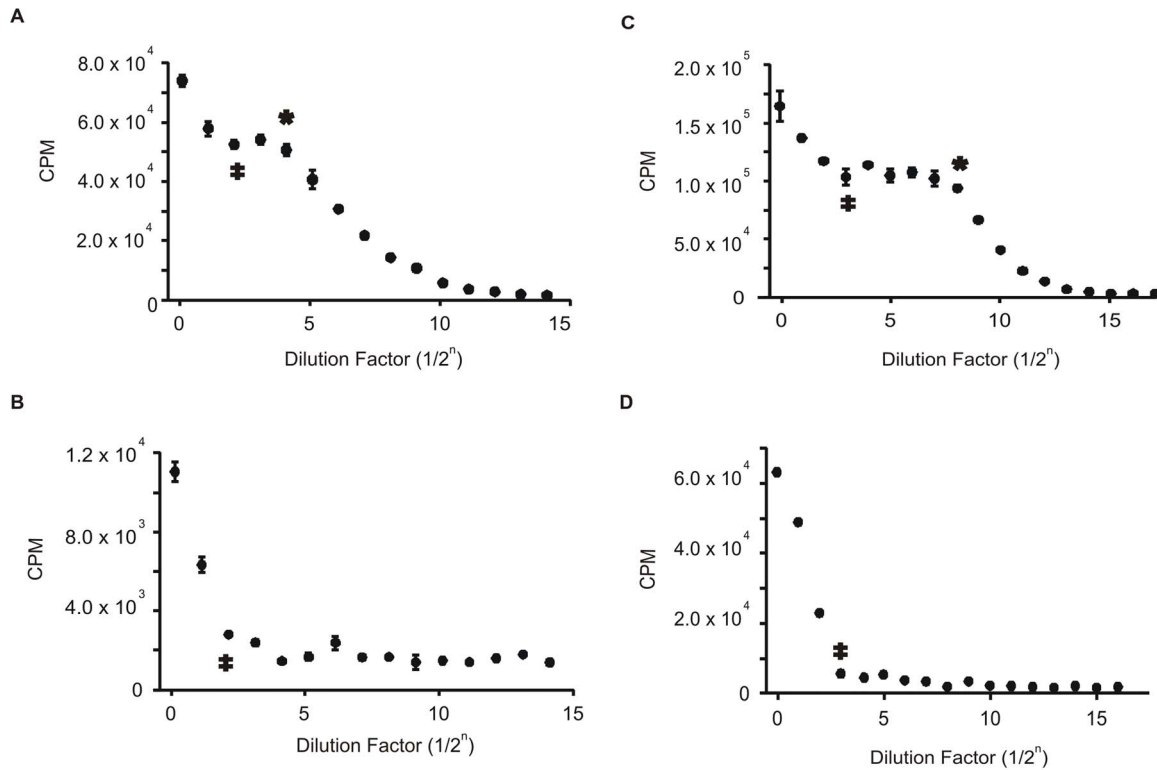 A
8.0 x 10^4
6.0 x 10^4
4.0 x 10^4
2.0 x 10^4
0
CPM
0 5 10 15
Dilution Factor (1/2^n)
*
‡
C
2.0 x 10^5
1.5 x 10^5
1.0 x 10^5
5.0 x 10^4
0
CPM
0 5 10 15
Dilution Factor (1/2^n)
*
‡
B
1.2 x 10^4
8.0 x 10^3
4.0 x 10^3
0
CPM
0 5 10 15
Dilution Factor (1/2^n)
‡
D
6.0 x 10^4
4.0 x 10^4
2.0 x 10^4
0
CPM
0 5 10 15
Dilution Factor (1/2^n)
‡